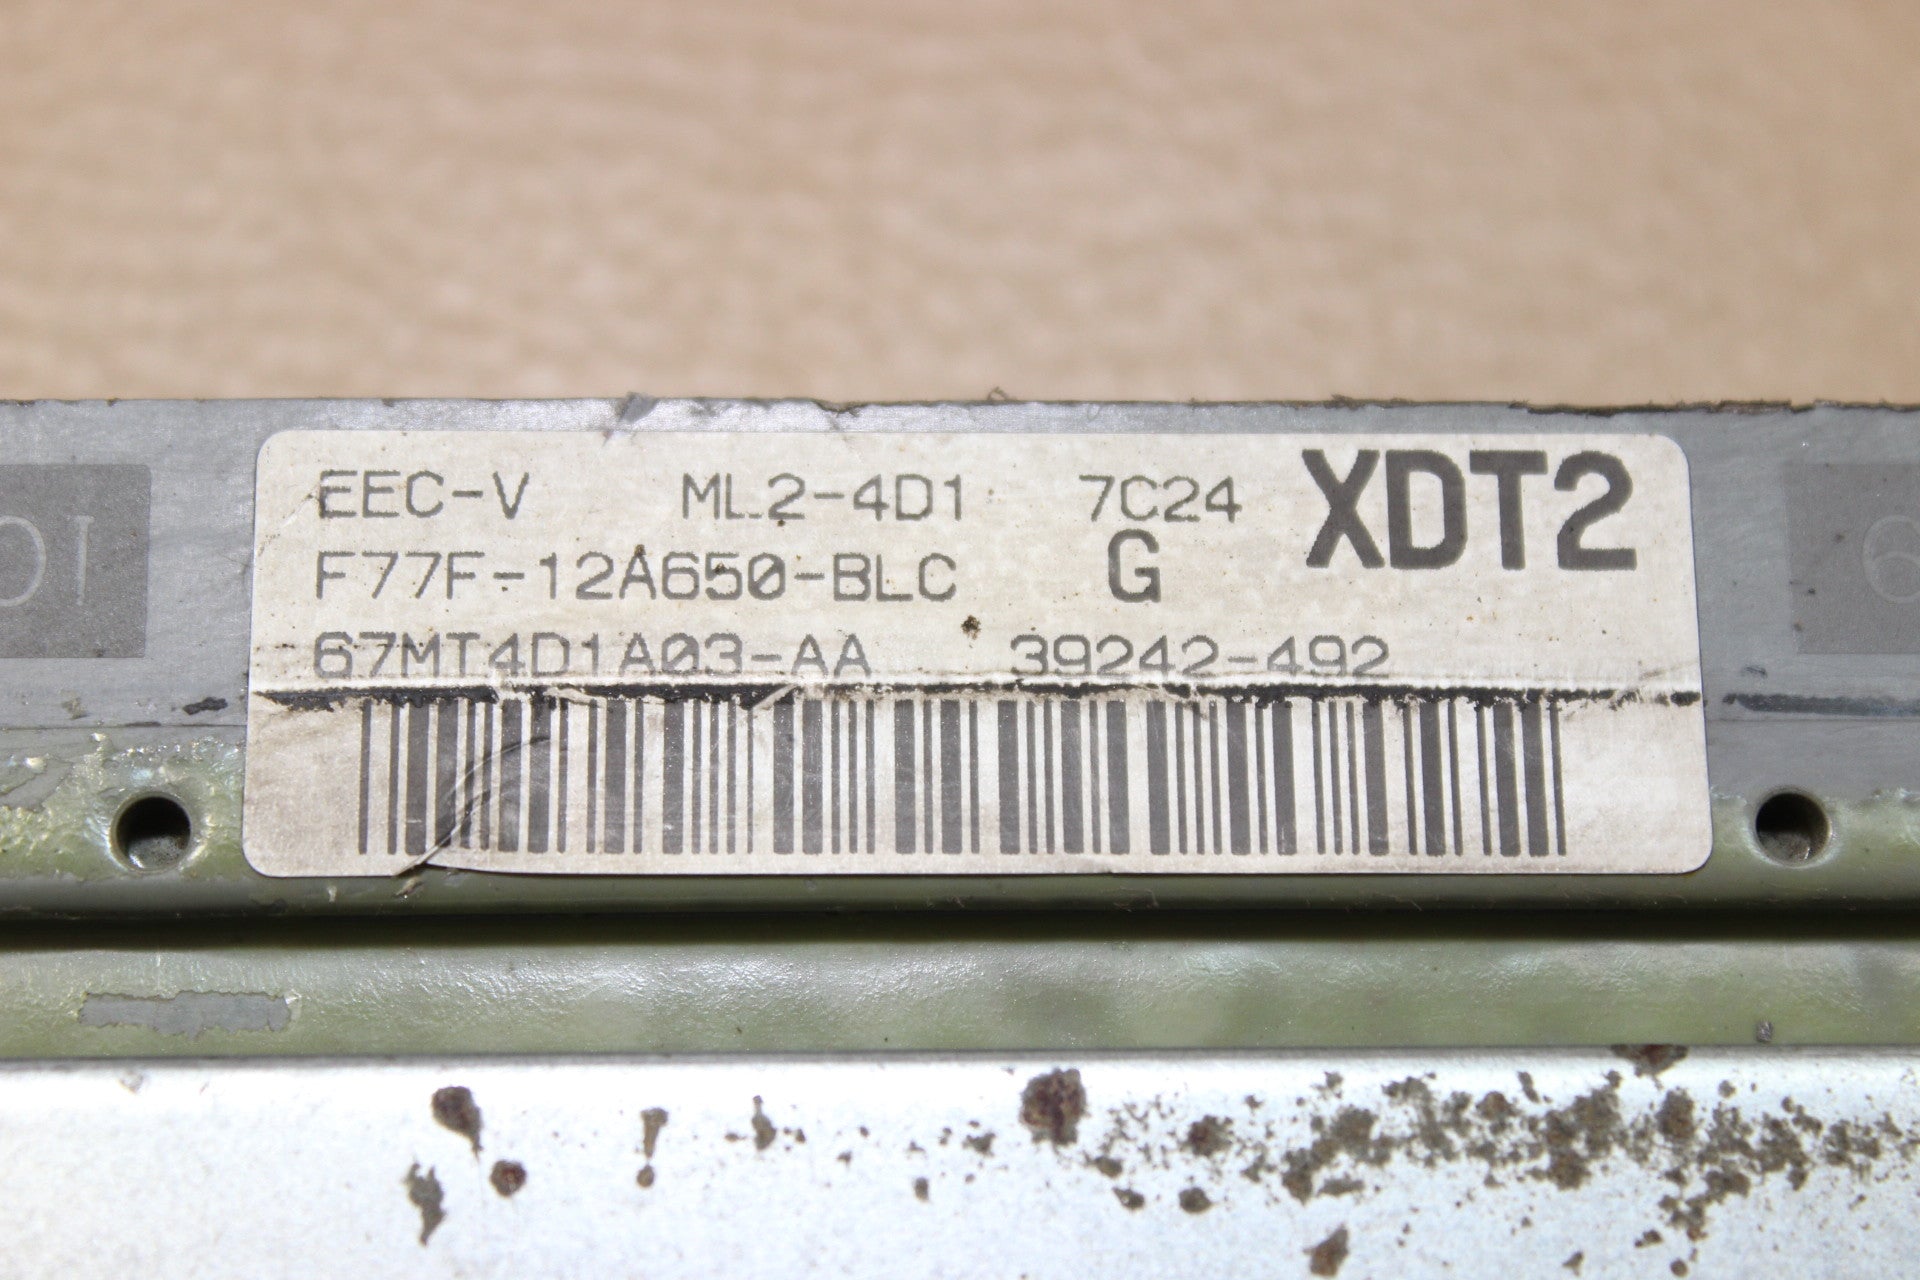 EEC-V ML2-4D1 7C24 XDT2
F77F-12A650-BLC G
67MT4D1A03-AA 39242-492